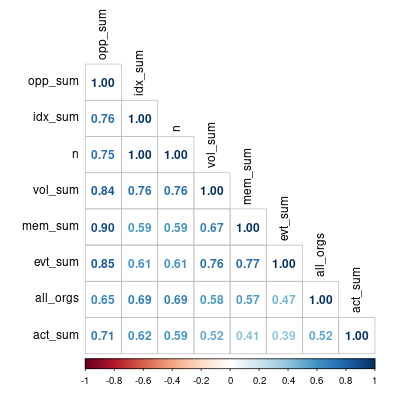 opp_sum
opp_sum 1.00 idx_sum
idx_sum 0.76 1.00 n
n 0.75 1.00 1.00 vol_sum
vol_sum 0.84 0.76 0.76 1.00 mem_sum
mem_sum 0.90 0.59 0.59 0.67 1.00 evt_sum
evt_sum 0.85 0.61 0.61 0.76 0.77 1.00 all_orgs
all_orgs 0.65 0.69 0.69 0.58 0.57 0.47 1.00 act_sum
act_sum 0.71 0.62 0.59 0.52 0.41 0.39 0.52 1.00
-1 -0.8 -0.6 -0.4 -0.2 0 0.2 0.4 0.6 0.8 1